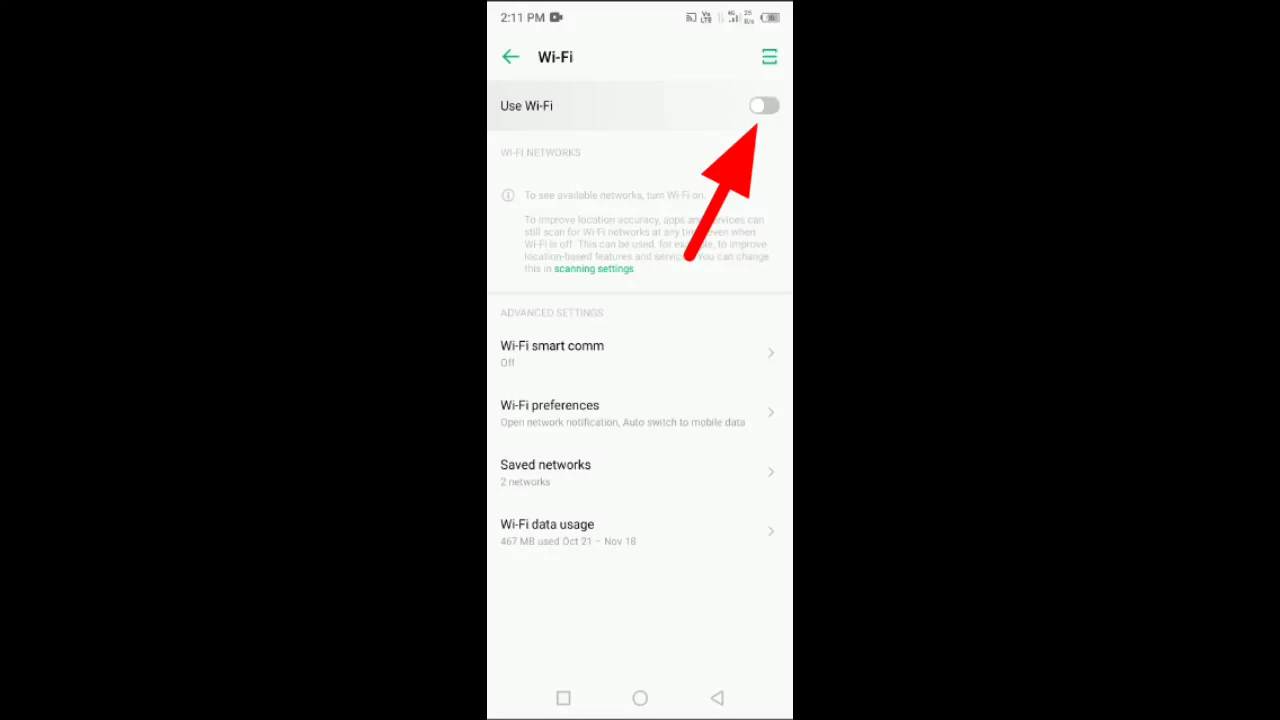 2:11 PM
Vo
LTE
4G
25
B/s
Wi-Fi
Use Wi-Fi
WI-FI NETWORKS
To see available networks, turn Wi-Fi on.
To improve location accuracy, apps and services can
still scan for Wi-Fi networks at any time, even when
Wi-Fi is off. This can be used, for example, to improve
location-based features and services. You can change
this in scanning settings
ADVANCED SETTINGS
Wi-Fi smart comm
Off
Wi-Fi preferences
Open network notification, Auto switch to mobile data
Saved networks
2 networks
Wi-Fi data usage
467 MB used Oct 21 – Nov 18